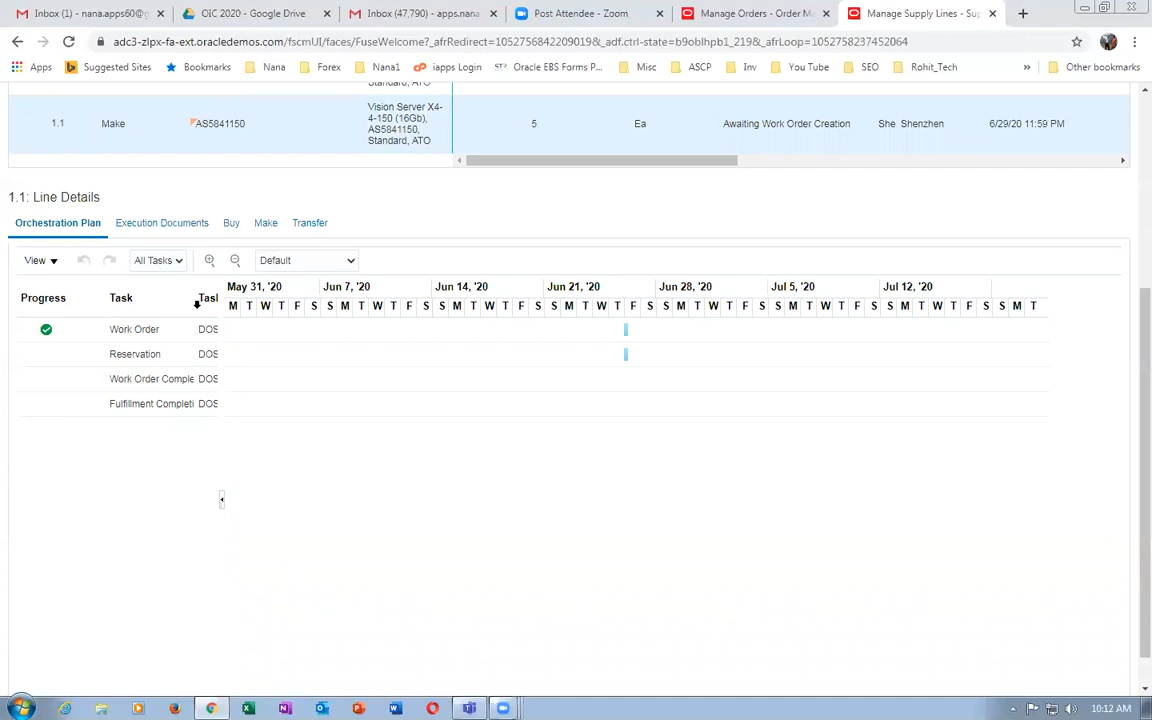 Inbox (1) - nana.apps60@g
OIC 2020 - Google Drive
Inbox (47,790) - apps.nana
Post Attendee - Zoom
Manage Orders - Order Ma
Manage Supply Lines - Sup
adc3-zlpx-fa-ext.oracledemos.com/fscmUI/faces/FuseWelcome?_afrRedirect=1052756842209019&_adf.ctrl-state=b9oblhpb1_219&_afrLoop=1052758237452064
Apps
Suggested Sites
Bookmarks
Nana
Forex
Nana1
iapps Login
Oracle EBS Forms P...
Misc
ASCP
Inv
You Tube
SEO
Rohit_Tech
»
Other bookmarks
Standard, ATO
1.1
Make
AS5841150
Vision Server X4-
4-150 (16Gb),
AS5841150,
Standard, ATO
5
Ea
Awaiting Work Order Creation
She Shenzhen
6/29/20 11:59 PM
1.1: Line Details
Orchestration Plan
Execution Documents
Buy
Make
Transfer
View
All Tasks
Default
May 31, '20
Jun 7, '20
Jun 14, '20
Jun 21, '20
Jun 28, '20
Jul 5, '20
Jul 12, '20
Progress
Task
Tas
M T W T F S S M T W T F S S M T W T F S S M T W T F S S M T W T F S S M T W T F S S M T W T F S S M T
Work Order
DOS
Reservation
DOS
Work Order Comple
DOS
Fulfillment Completi
DOS
10:12 AM